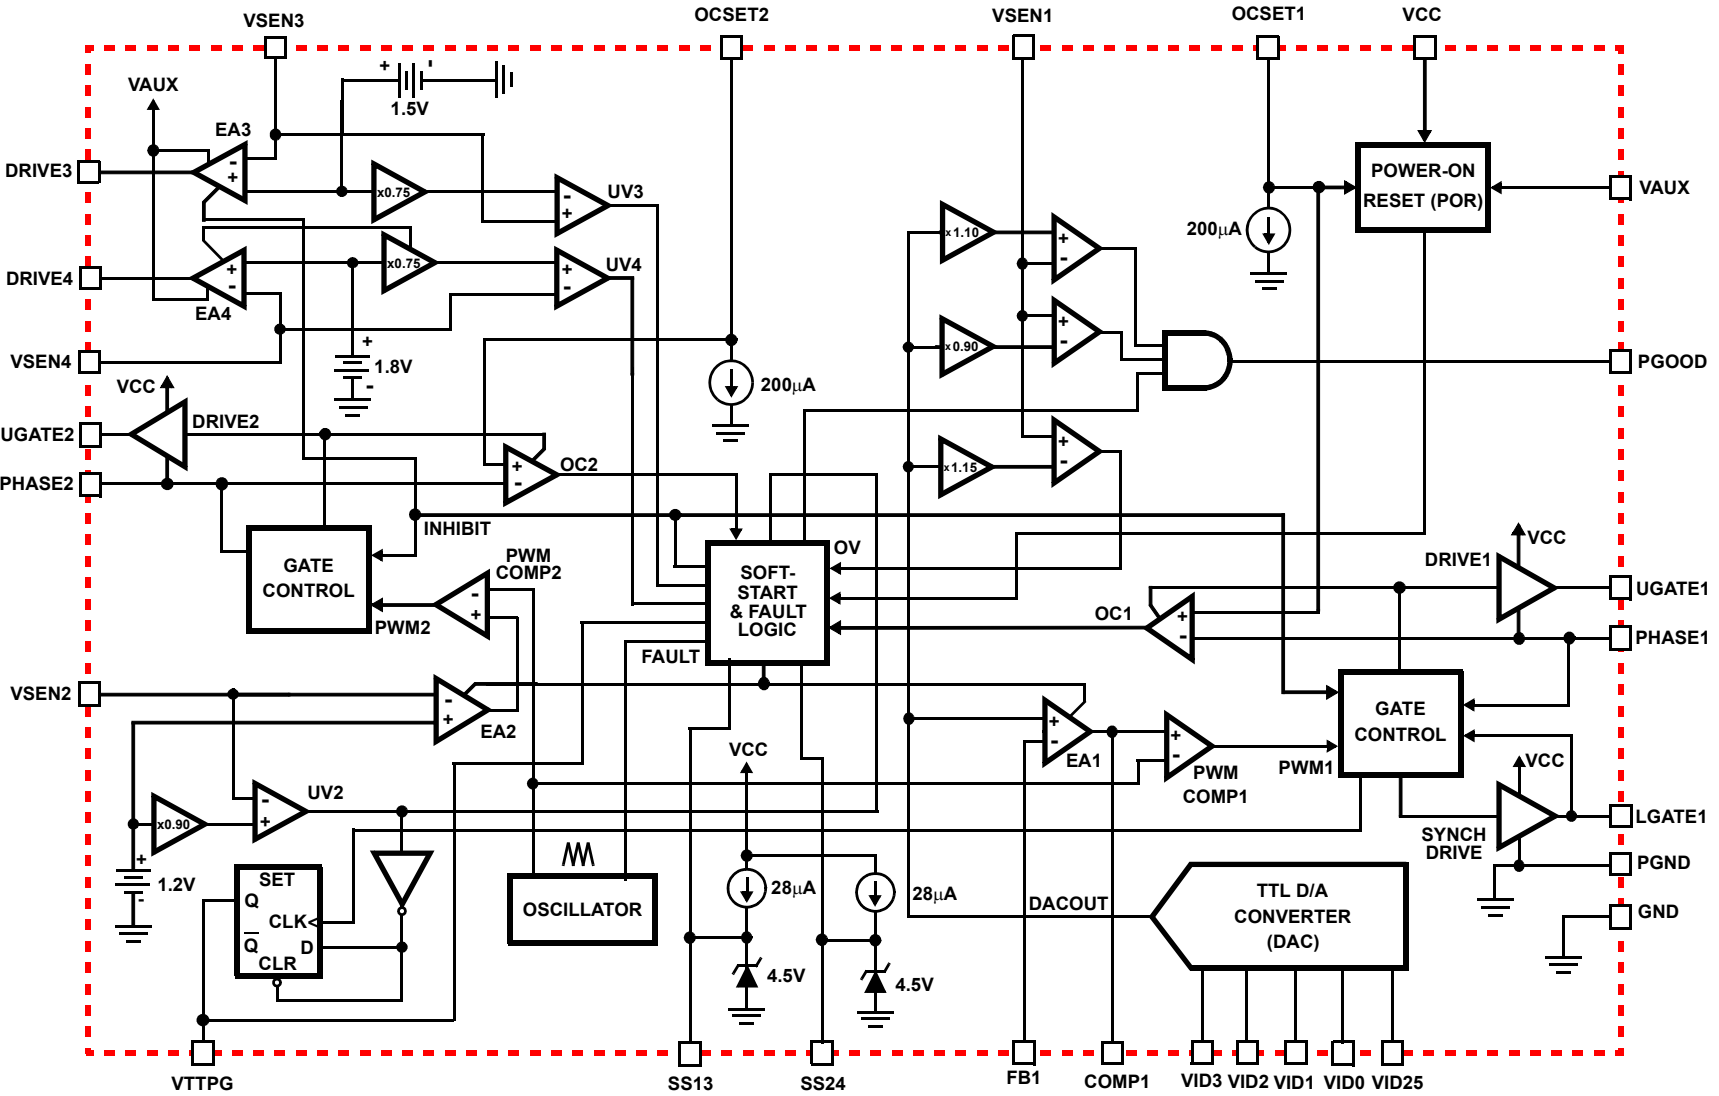 VSEN3
OCSET2
VSEN1
OCSET1
VCC
+ -
1.5V
VAUX
EA3
-
+
DRIVE3
x0.75
-
+
UV3
POWER-ON
RESET (POR)
VAUX
200µA
x1.10
+
-
DRIVE4
+
-
EA4
x0.75
+
-
UV4
VSEN4
+
1.8V
-
200µA
x0.90
+
-
PGOOD
VCC
UGATE2
DRIVE2
PHASE2
+
-
OC2
x1.15
+
-
INHIBIT
GATE
CONTROL
PWM
COMP2
-
+
PWM2
OV
SOFT-
START
& FAULT
LOGIC
FAULT
OC1
+
-
DRIVE1
VCC
UGATE1
PHASE1
VSEN2
-
+
EA2
+
-
EA1
+
-
PWM
COMP1
PWM1
GATE
CONTROL
VCC
SYNCH
DRIVE
LGATE1
PGND
GND
x0.90
-
+
UV2
+
1.2V
-
SET
Q
CLK<
Q
D
CLR
OSCILLATOR
VCC
28µA
28µA
4.5V
4.5V
DACOUT
TTL D/A
CONVERTER
(DAC)
VTTPG
SS13
SS24
FB1
COMP1
VID3
VID2
VID1
VID0
VID25